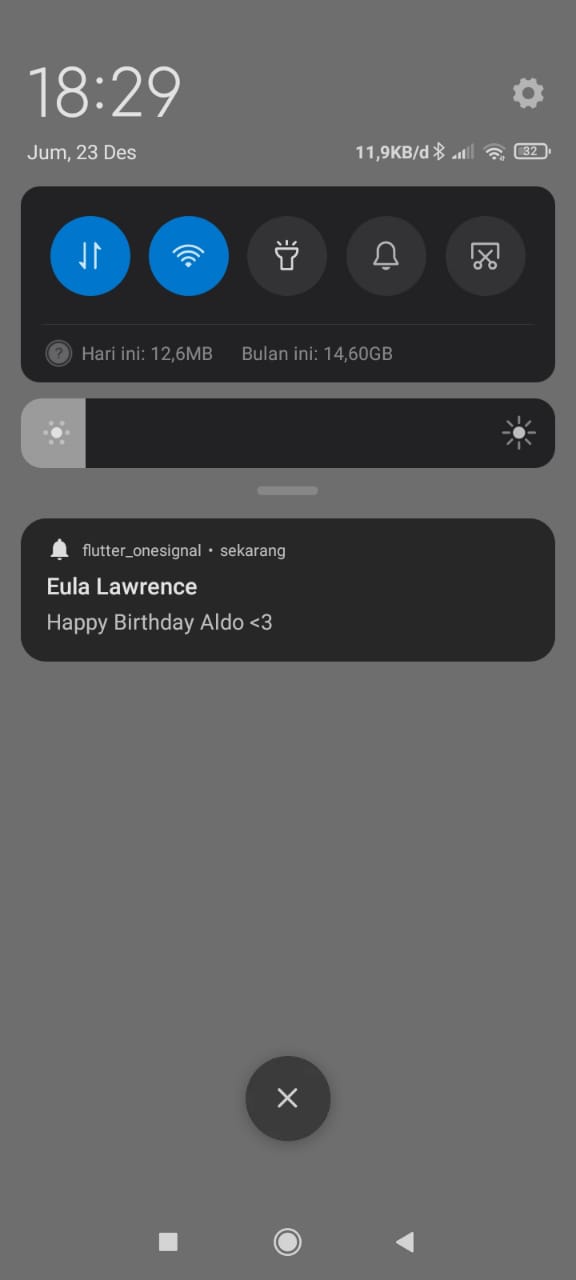 18:29
Jum, 23 Des
11,9KB/d 32
Hari ini: 12,6MB Bulan ini: 14,60GB
flutter_onesignal • sekarang
Eula Lawrence
Happy Birthday Aldo <3